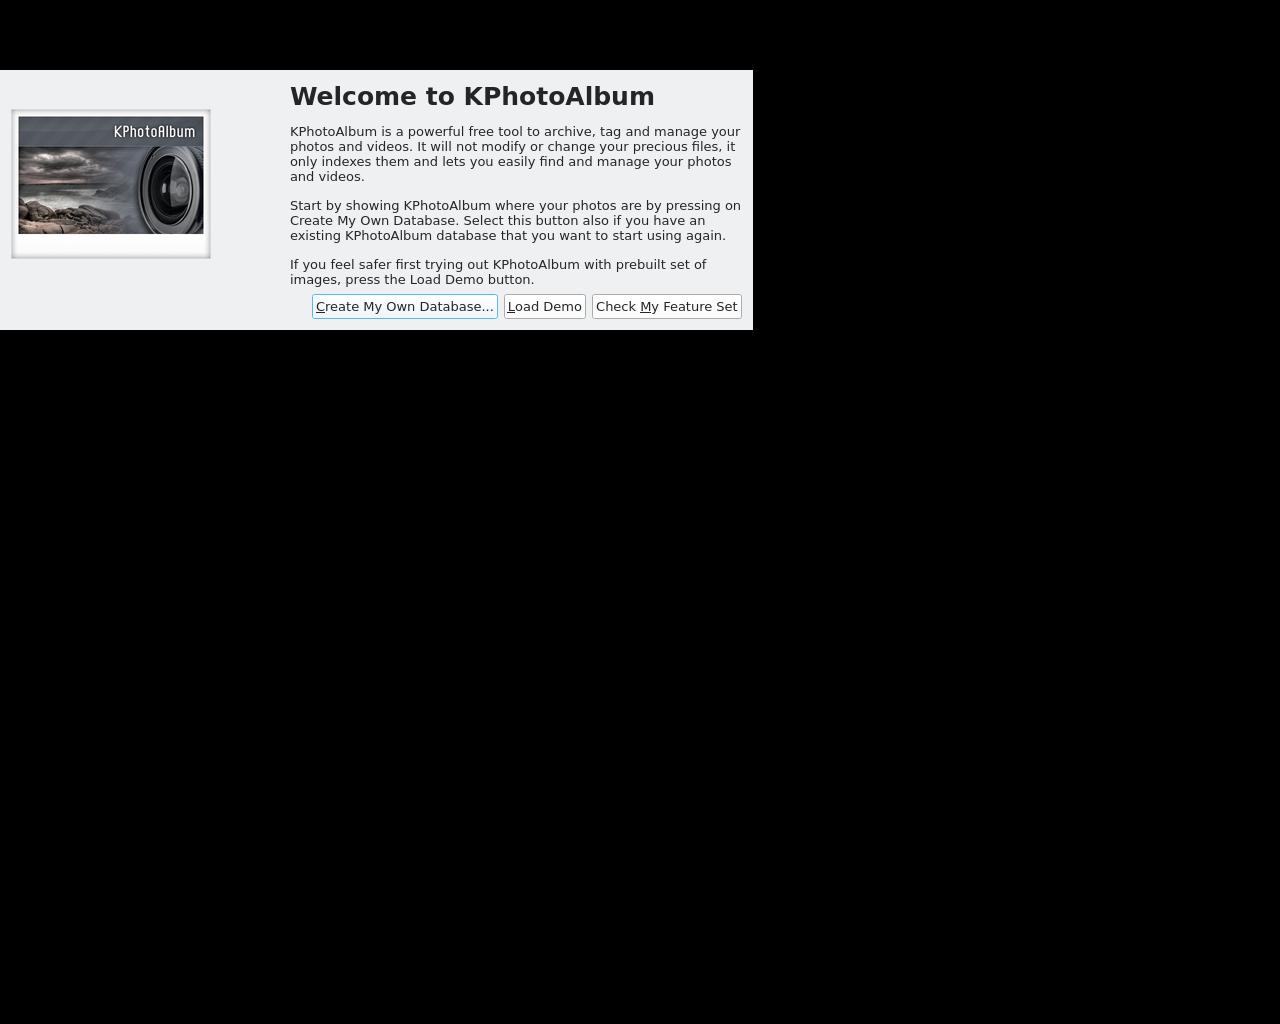 KPhotoAlbum
Welcome to KPhotoAlbum
KPhotoAlbum is a powerful free tool to archive, tag and manage your
photos and videos. It will not modify or change your precious files, it
only indexes them and lets you easily find and manage your photos
and videos.
Start by showing KPhotoAlbum where your photos are by pressing on
Create My Own Database. Select this button also if you have an
existing KPhotoAlbum database that you want to start using again.
If you feel safer first trying out KPhotoAlbum with prebuilt set of
images, press the Load Demo button.
Create My Own Database... Load Demo Check My Feature Set